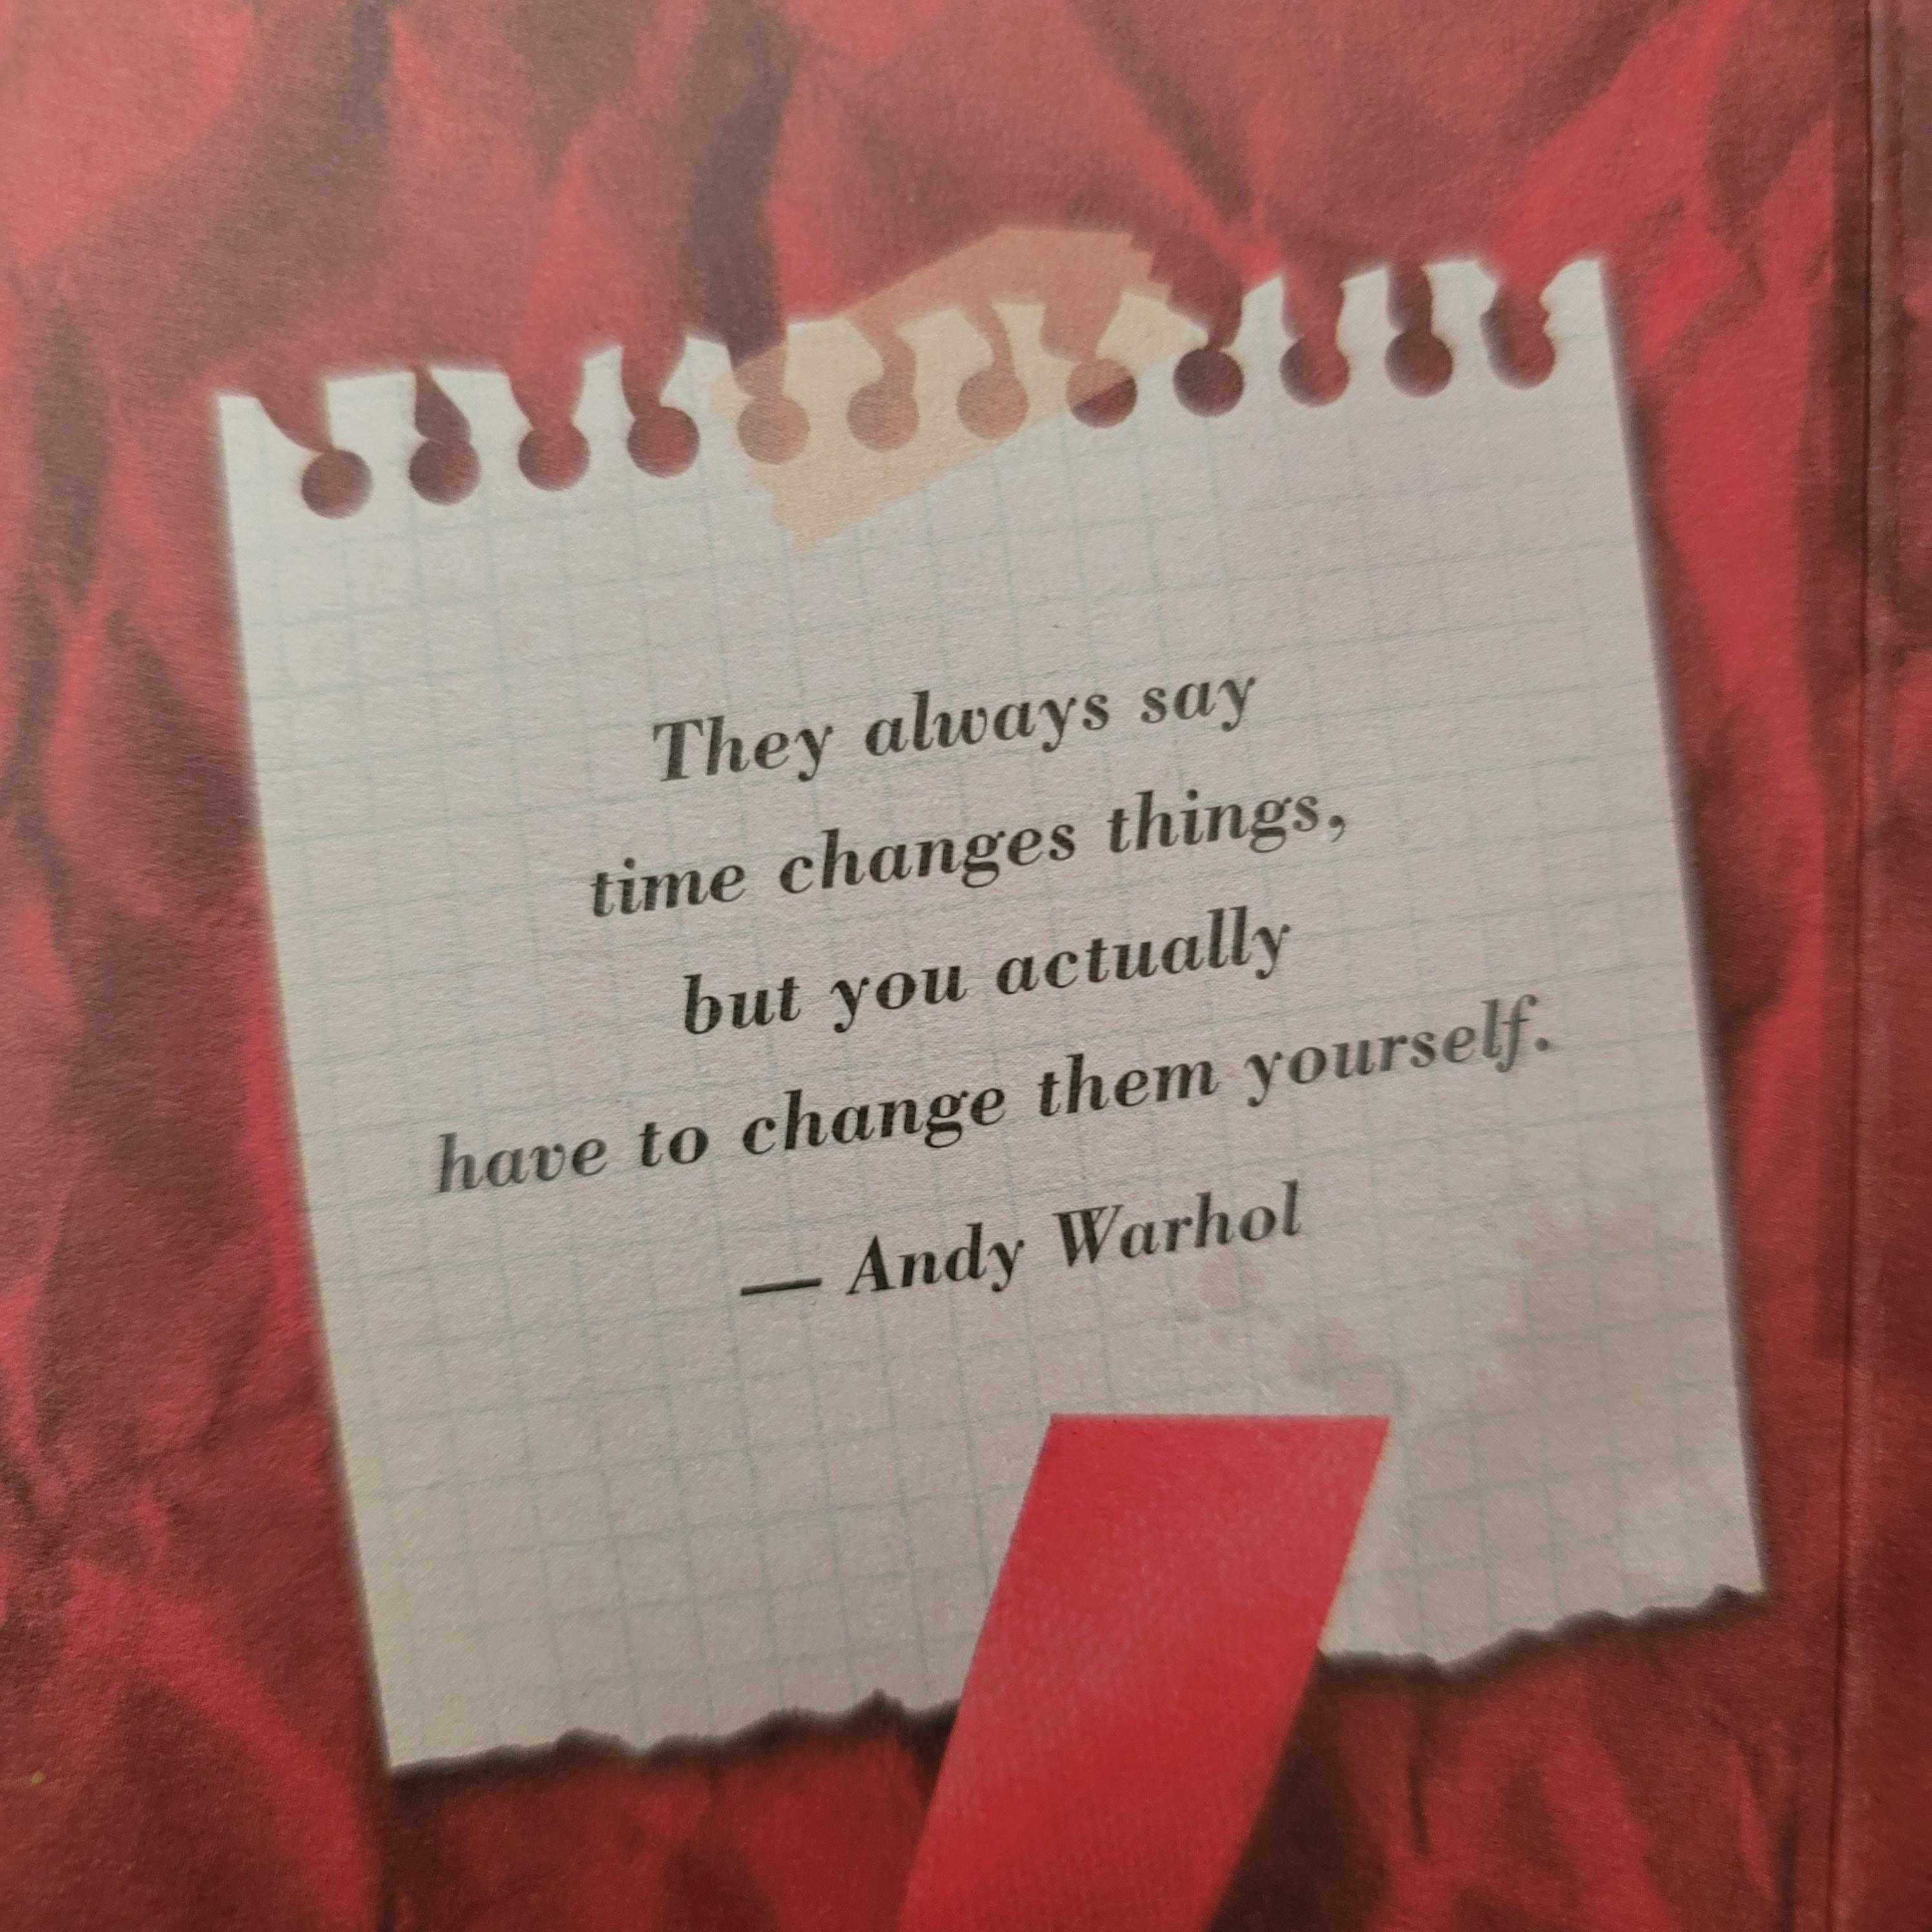 They always say
time changes things,
but you actually
have to change them yourself.
— Andy Warhol